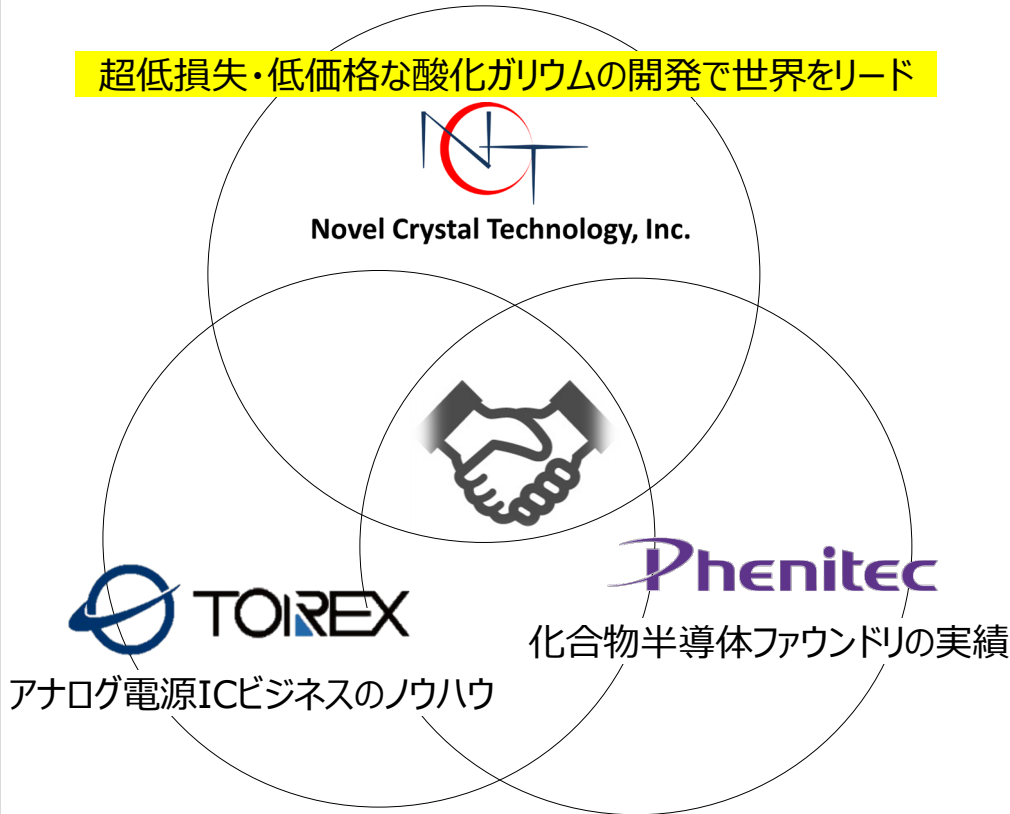 超低損失・低価格な酸化ガリウムの開発で世界をリード
NCT
Novel Crystal Technology, Inc.
Phenitec
TOIREX
化合物半導体ファウンドリの実績
アナログ電源ICビジネスのノウハウ